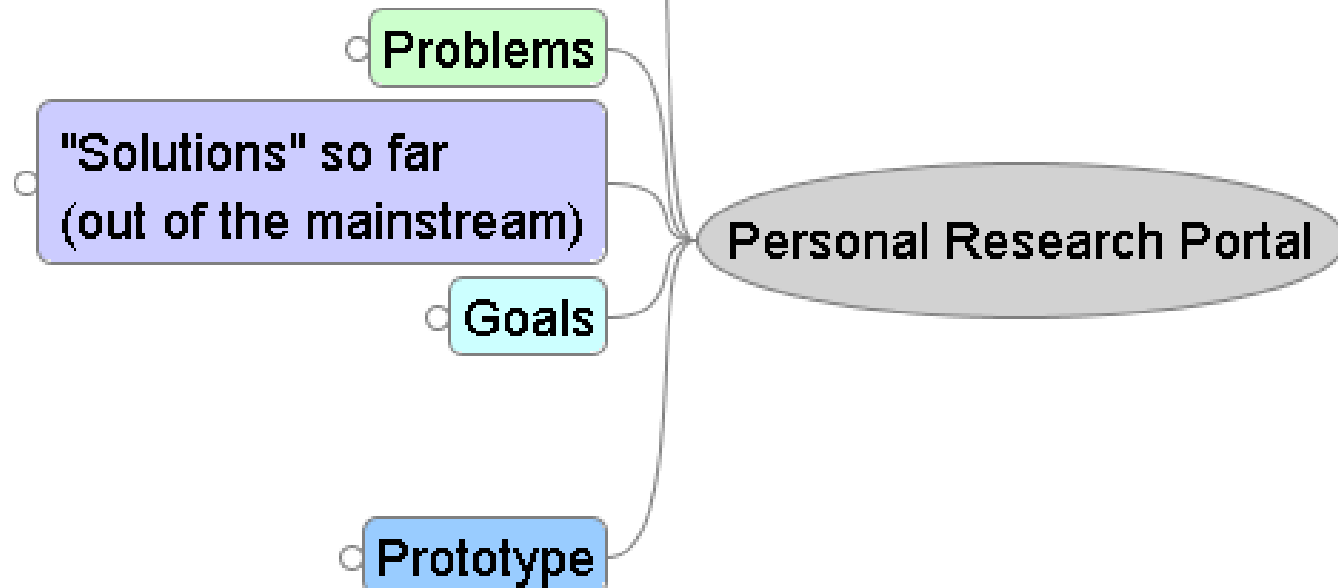 Problems
"Solutions" so far
(out of the mainstream)
Personal Research Portal
Goals
Prototype